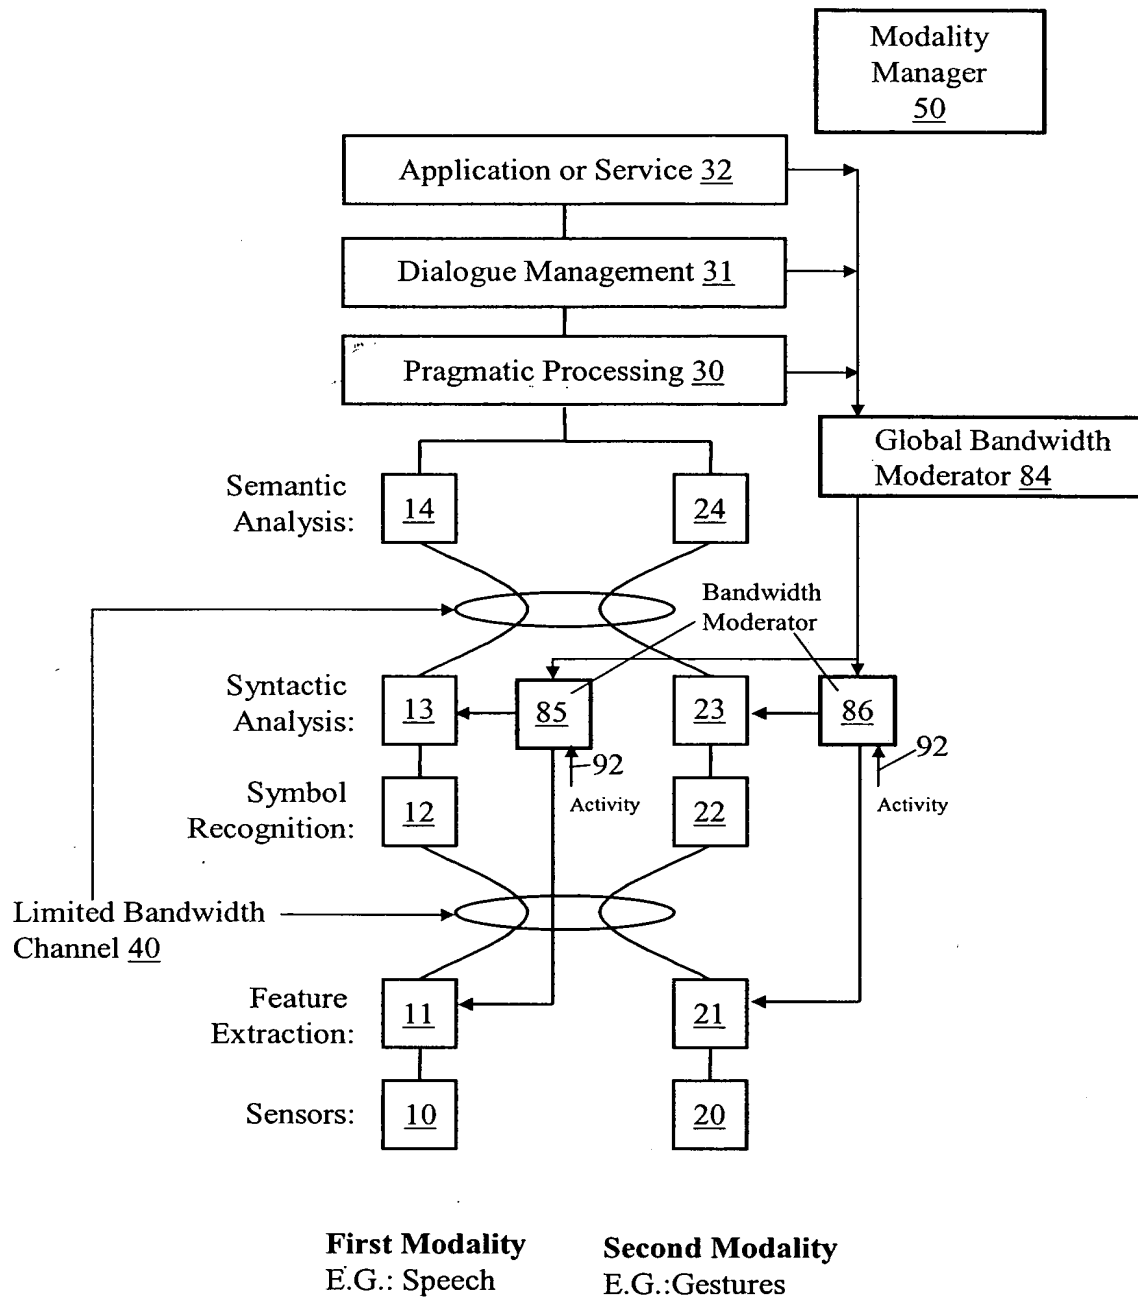 Modality
Manager
50
Application or Service 32
Dialogue Management 31
Pragmatic Processing 30
Global Bandwidth
Moderator 84
Semantic
Analysis:
14
24
Bandwidth
Moderator
Syntactic
Analysis:
13
85
23
86
92
92
Activity
Activity
Symbol
Recognition:
12
22
Limited Bandwidth
Channel 40
Feature
Extraction:
11
21
Sensors:
10
20
First Modality
E.G.: Speech
Second Modality
E.G.:Gestures